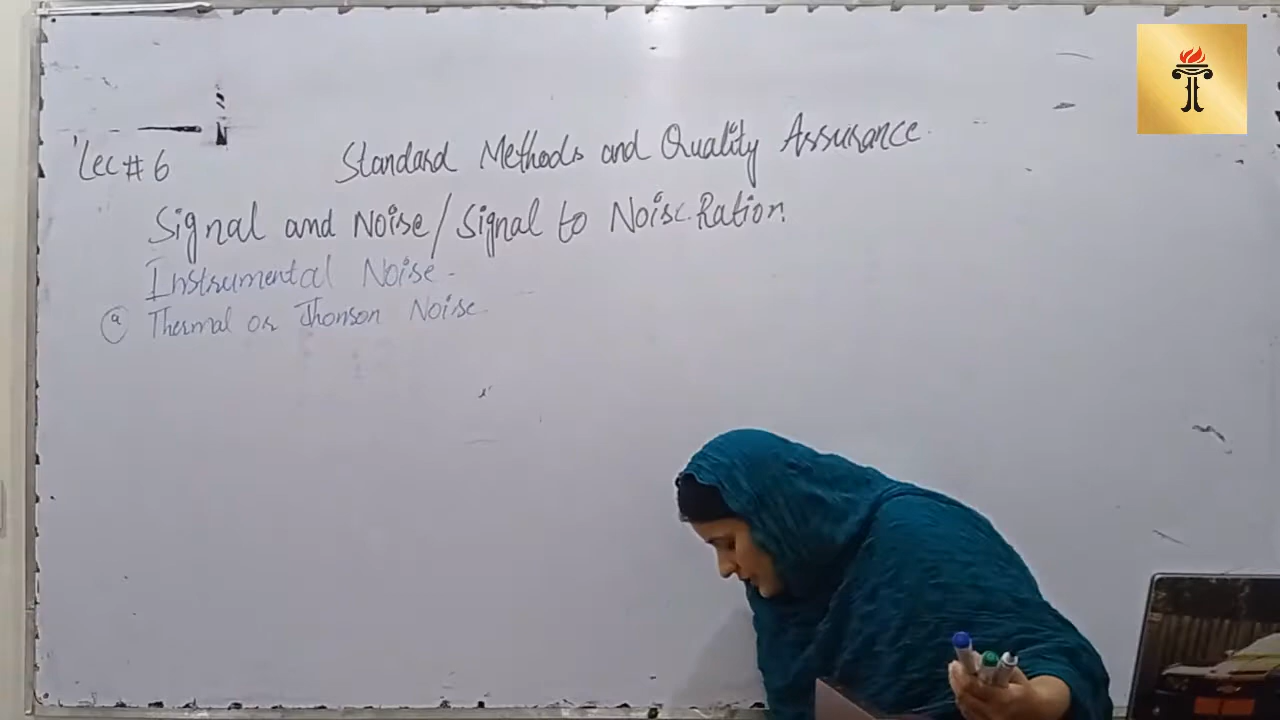 Lec # 6
Standard Methods and Quality Assurance.
Signal and Noise / Signal to Noise Ration
Instrumental Noise -
(a) Thermal or Jhonson Noise